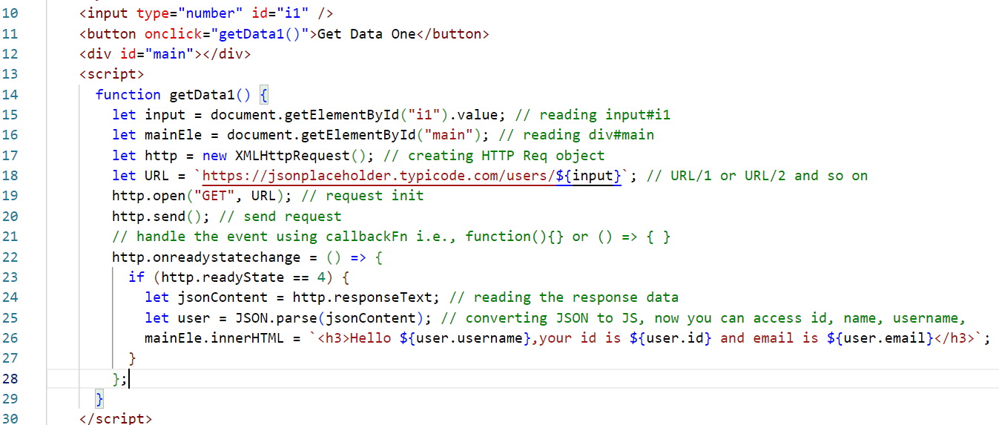 10 <input type="number" id="i1" />
11 <button onclick="getData1()">Get Data One</button>
12 <div id="main"></div>
13 <script>
14 function getData1() {
15 let input = document.getElementById("i1").value; // reading input#i1
16 let mainEle = document.getElementById("main"); // reading div#main
17 let http = new XMLHttpRequest(); // creating HTTP Req object
18 let URL = `https://jsonplaceholder.typicode.com/users/${input}`; // URL/1 or URL/2 and so on
19 http.open("GET", URL); // request init
20 http.send(); // send request
21 // handle the event using callbackFn i.e., function(){} or () => { }
22 http.onreadystatechange = () => {
23 if (http.readyState == 4) {
24 let jsonContent = http.responseText; // reading the response data
25 let user = JSON.parse(jsonContent); // converting JSON to JS, now you can access id, name, username,
26 mainEle.innerHTML = `<h3>Hello ${user.username},your id is ${user.id} and email is ${user.email}</h3>`;
27 }
28 };
29 }
30 </script>